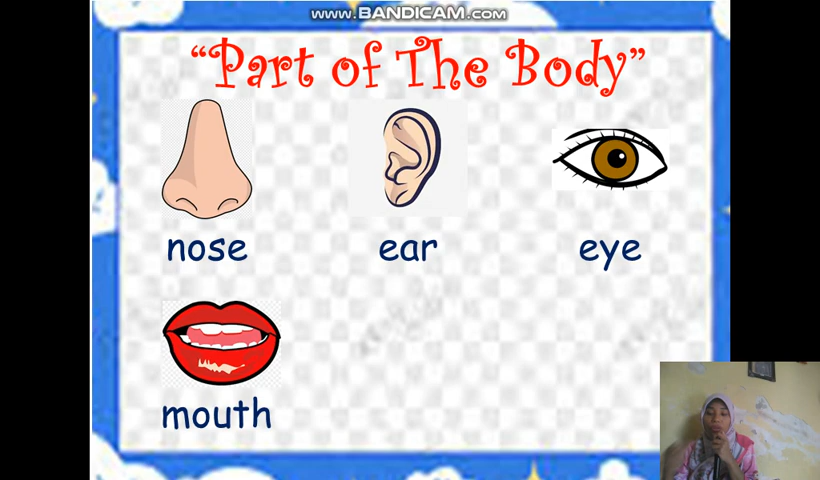 WWW.BANDICAM.COM
“Part of The Body”
nose ear eye
mouth